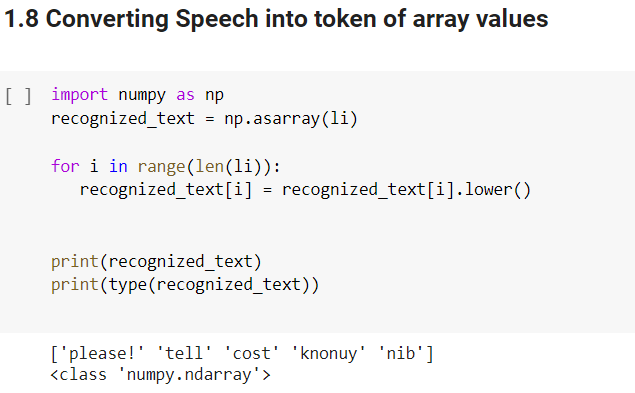 1.8 Converting Speech into token of array values
[ ] import numpy as np
recognized_text = np.asarray(li)
for i in range(len(li)):
recognized_text[i] = recognized_text[i].lower()
print(recognized_text)
print(type(recognized_text))
['please!' 'tell' 'cost' 'knonuy' 'nib']
<class 'numpy.ndarray'>